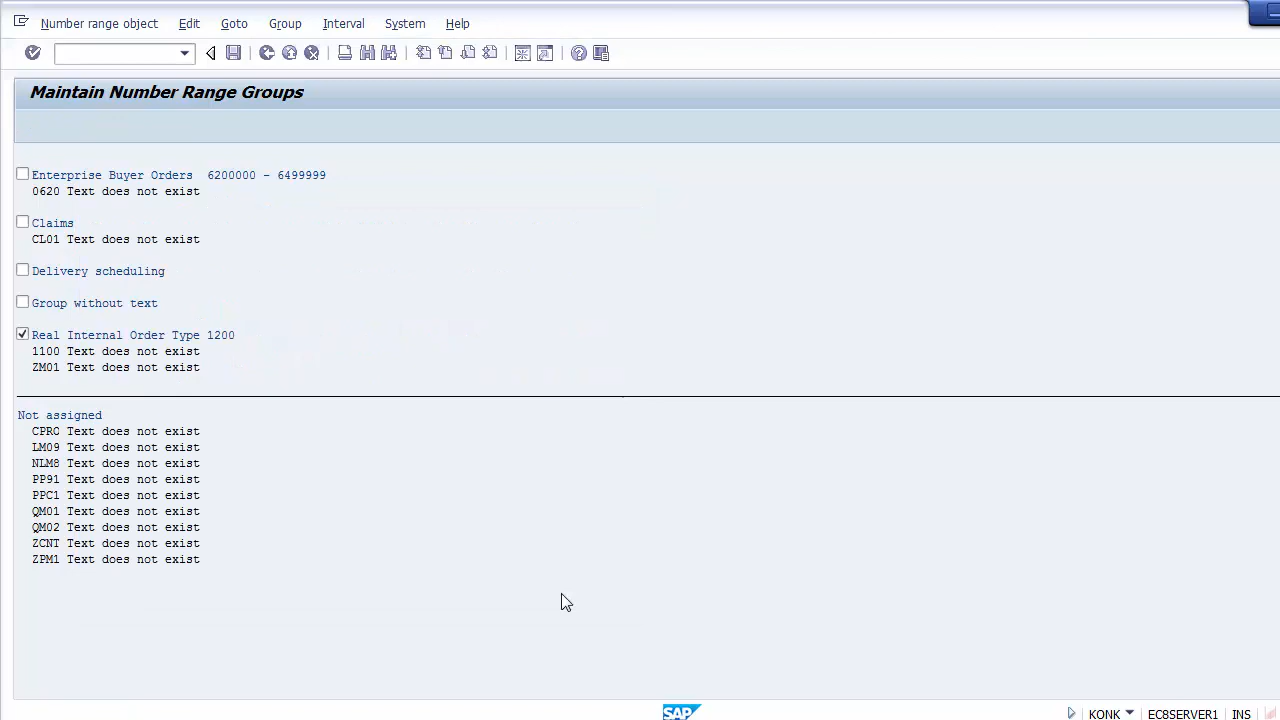 Number range object Edit Goto Group Interval System Help
Maintain Number Range Groups
Enterprise Buyer Orders 6200000 - 6499999
0620 Text does not exist
Claims
CL01 Text does not exist
Delivery scheduling
Group without text
Real Internal Order Type 1200
1100 Text does not exist
ZM01 Text does not exist
Not assigned
CPRO Text does not exist
LM09 Text does not exist
NLM8 Text does not exist
PP91 Text does not exist
PPC1 Text does not exist
QM01 Text does not exist
QM02 Text does not exist
ZCNT Text does not exist
ZPM1 Text does not exist
SAP KONK EC8SERVER1 INS